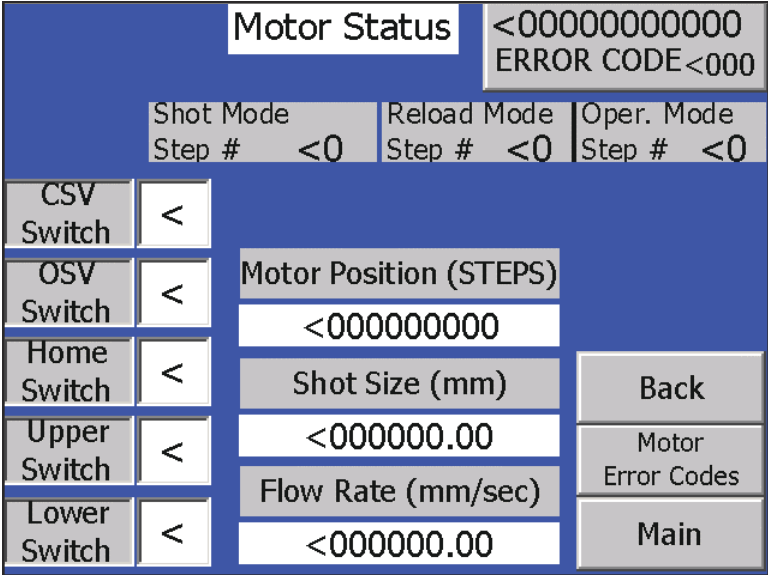 Motor Status
<00000000000
ERROR CODE<000
Shot Mode
Step # <0
Reload Mode
Step # <0
Oper. Mode
Step # <0
CSV
Switch
<
OSV
Switch
<
Home
Switch
<
Upper
Switch
<
Lower
Switch
<
Motor Position (STEPS)
<000000000
Shot Size (mm)
<000000.00
Flow Rate (mm/sec)
<000000.00
Back
Motor
Error Codes
Main